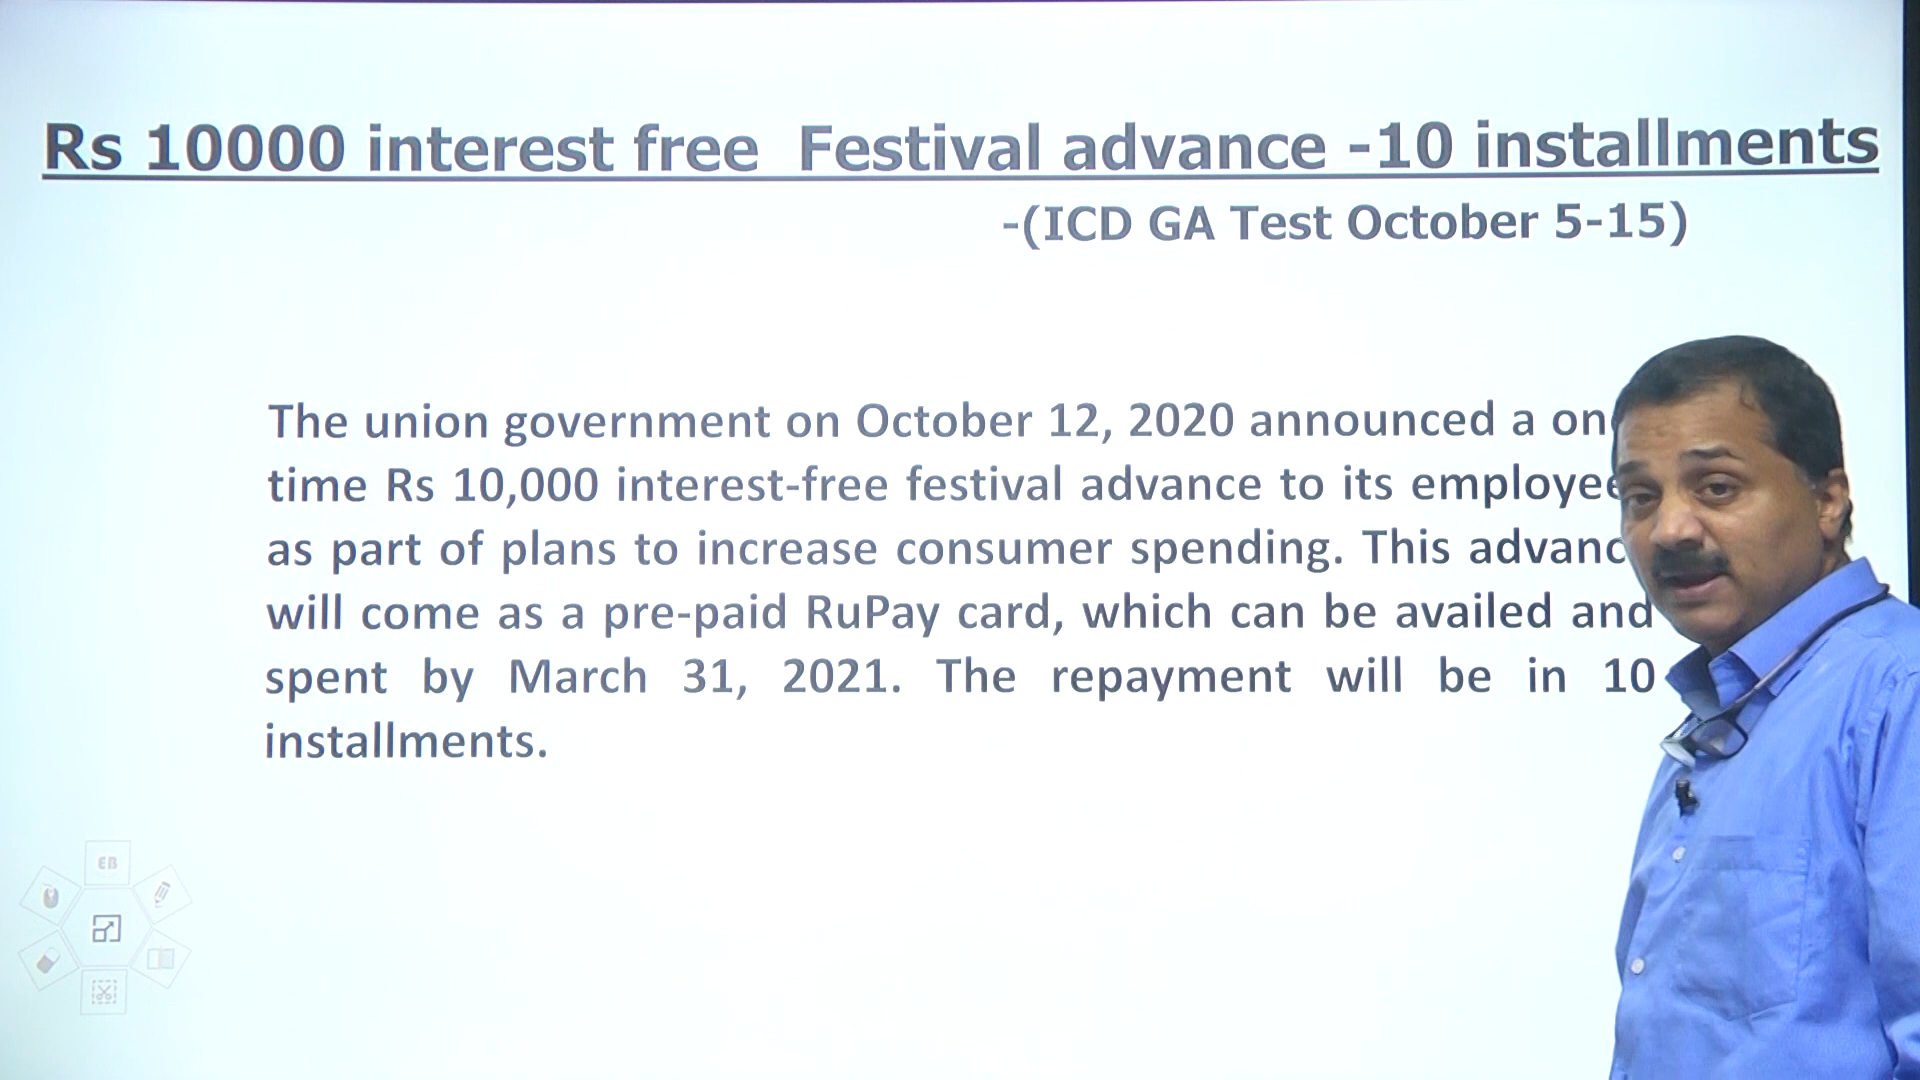 Rs 10000 interest free Festival advance -10 installments
-(ICD GA Test October 5-15)
The union government on October 12, 2020 announced a
time Rs 10,000 interest-free festival advance to its
as part of plans to increase consumer spending. This
will come as a pre-paid RuPay card, which can be availed and
spent by March 31, 2021. The repayment will be in 10
installments.
EB